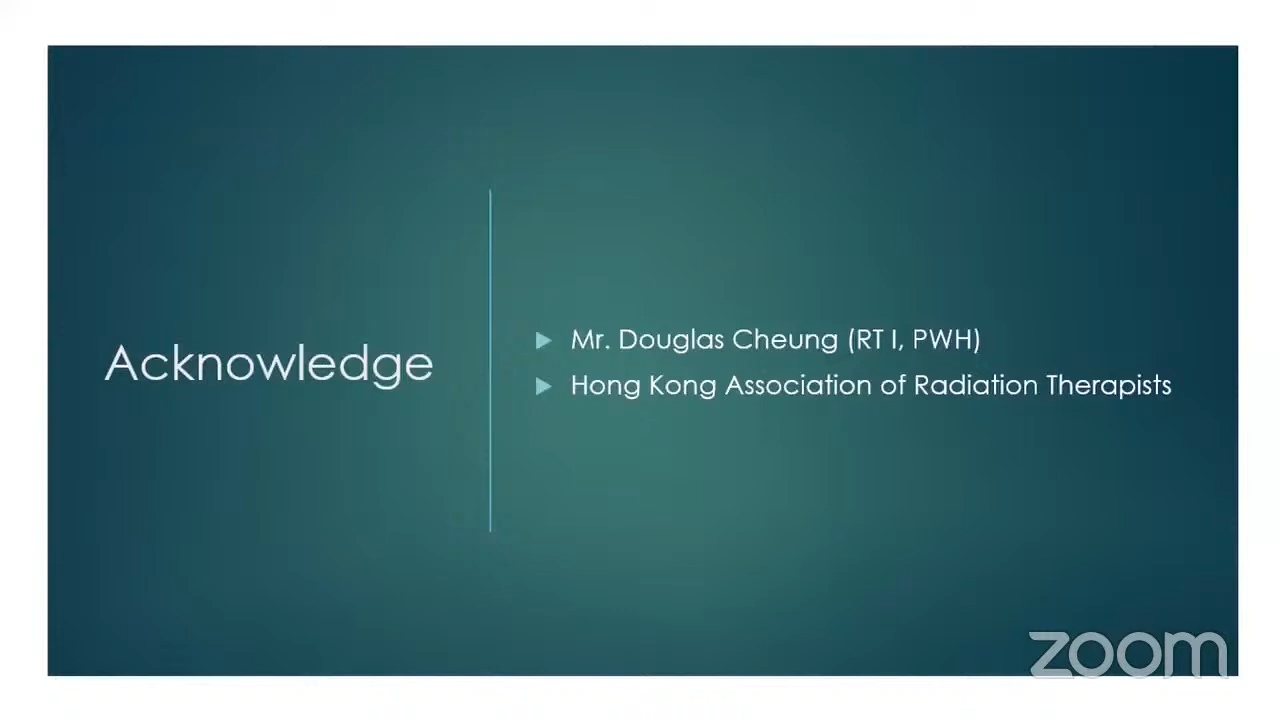 Acknowledge
Mr. Douglas Cheung (RT I, PWH)
Hong Kong Association of Radiation Therapists
zoom